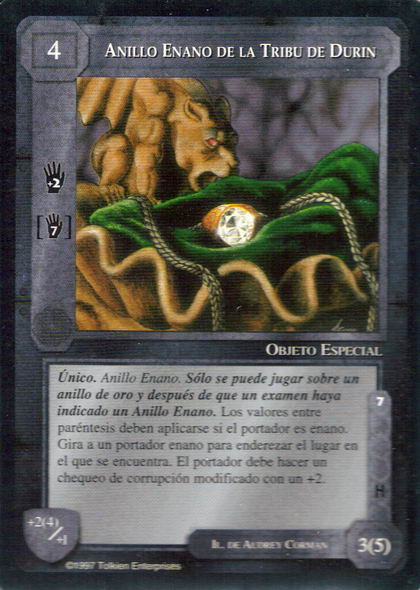 4
ANILLO ENANO DE LA TRIBU DE DURIN
+2
[7]
OBJETO ESPECIAL
Único. Anillo Enano. Sólo se puede jugar sobre un
anillo de oro y después de que un examen haya
indicado un Anillo Enano. Los valores entre
paréntesis deben aplicarse si el portador es enano.
Gira a un portador enano para enderezar el lugar en
el que se encuentra. El portador debe hacer un
chequeo de corrupción modificado con un +2.
7
H
+2(4)/+1
IL. DE AUDREY CORMAN
3(5)
©1997 Tolkien Enterprises